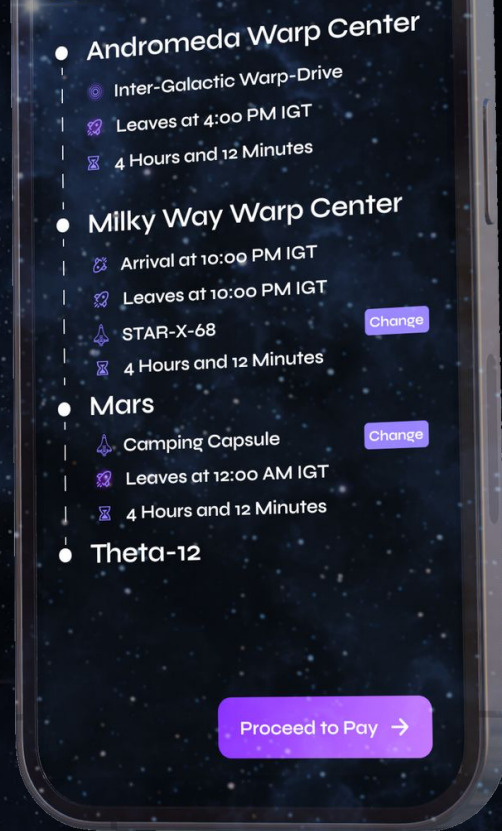 Andromeda Warp Center
Inter-Galactic Warp-Drive
Leaves at 4:00 PM IGT
4 Hours and 12 Minutes
Milky Way Warp Center
Arrival at 10:00 PM IGT
Leaves at 10:00 PM IGT
STAR-X-68
Change
4 Hours and 12 Minutes
Mars
Camping Capsule
Change
Leaves at 12:00 AM IGT
4 Hours and 12 Minutes
Theta-12
Proceed to Pay →